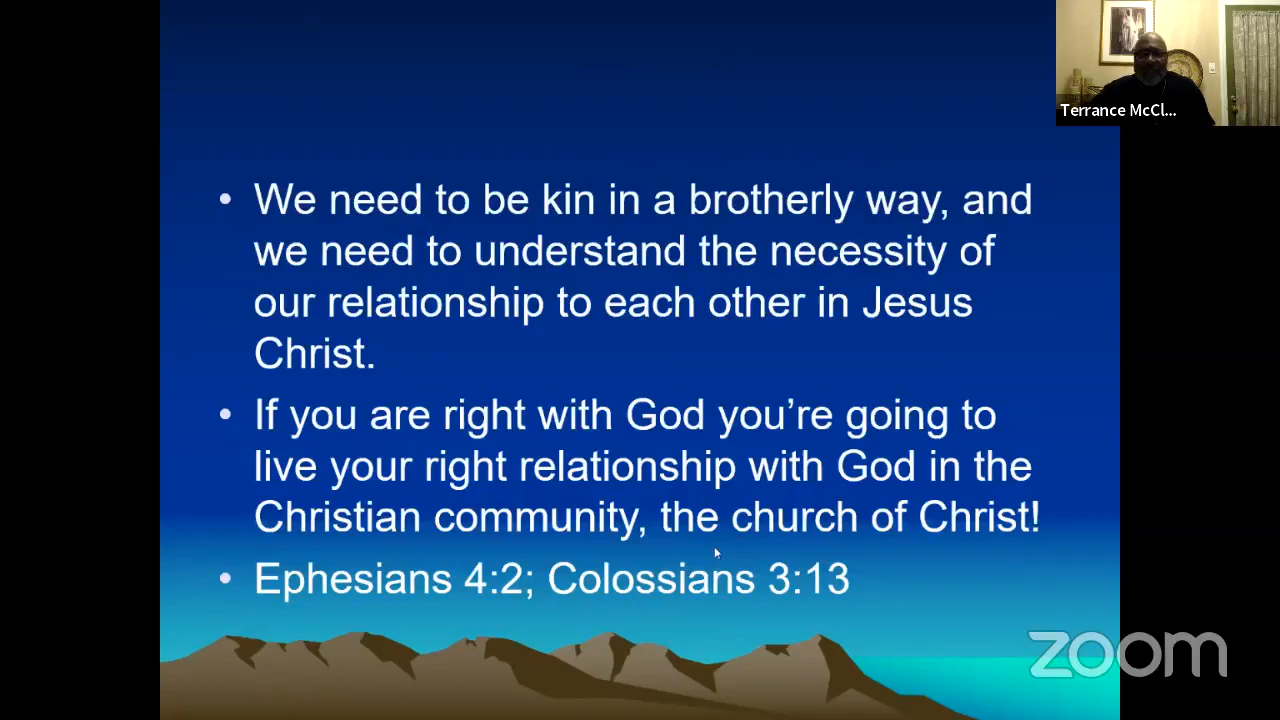 Terrance McCl...
• We need to be kin in a brotherly way, and
we need to understand the necessity of
our relationship to each other in Jesus
Christ.
• If you are right with God you’re going to
live your right relationship with God in the
Christian community, the church of Christ!
• Ephesians 4:2; Colossians 3:13
zoom